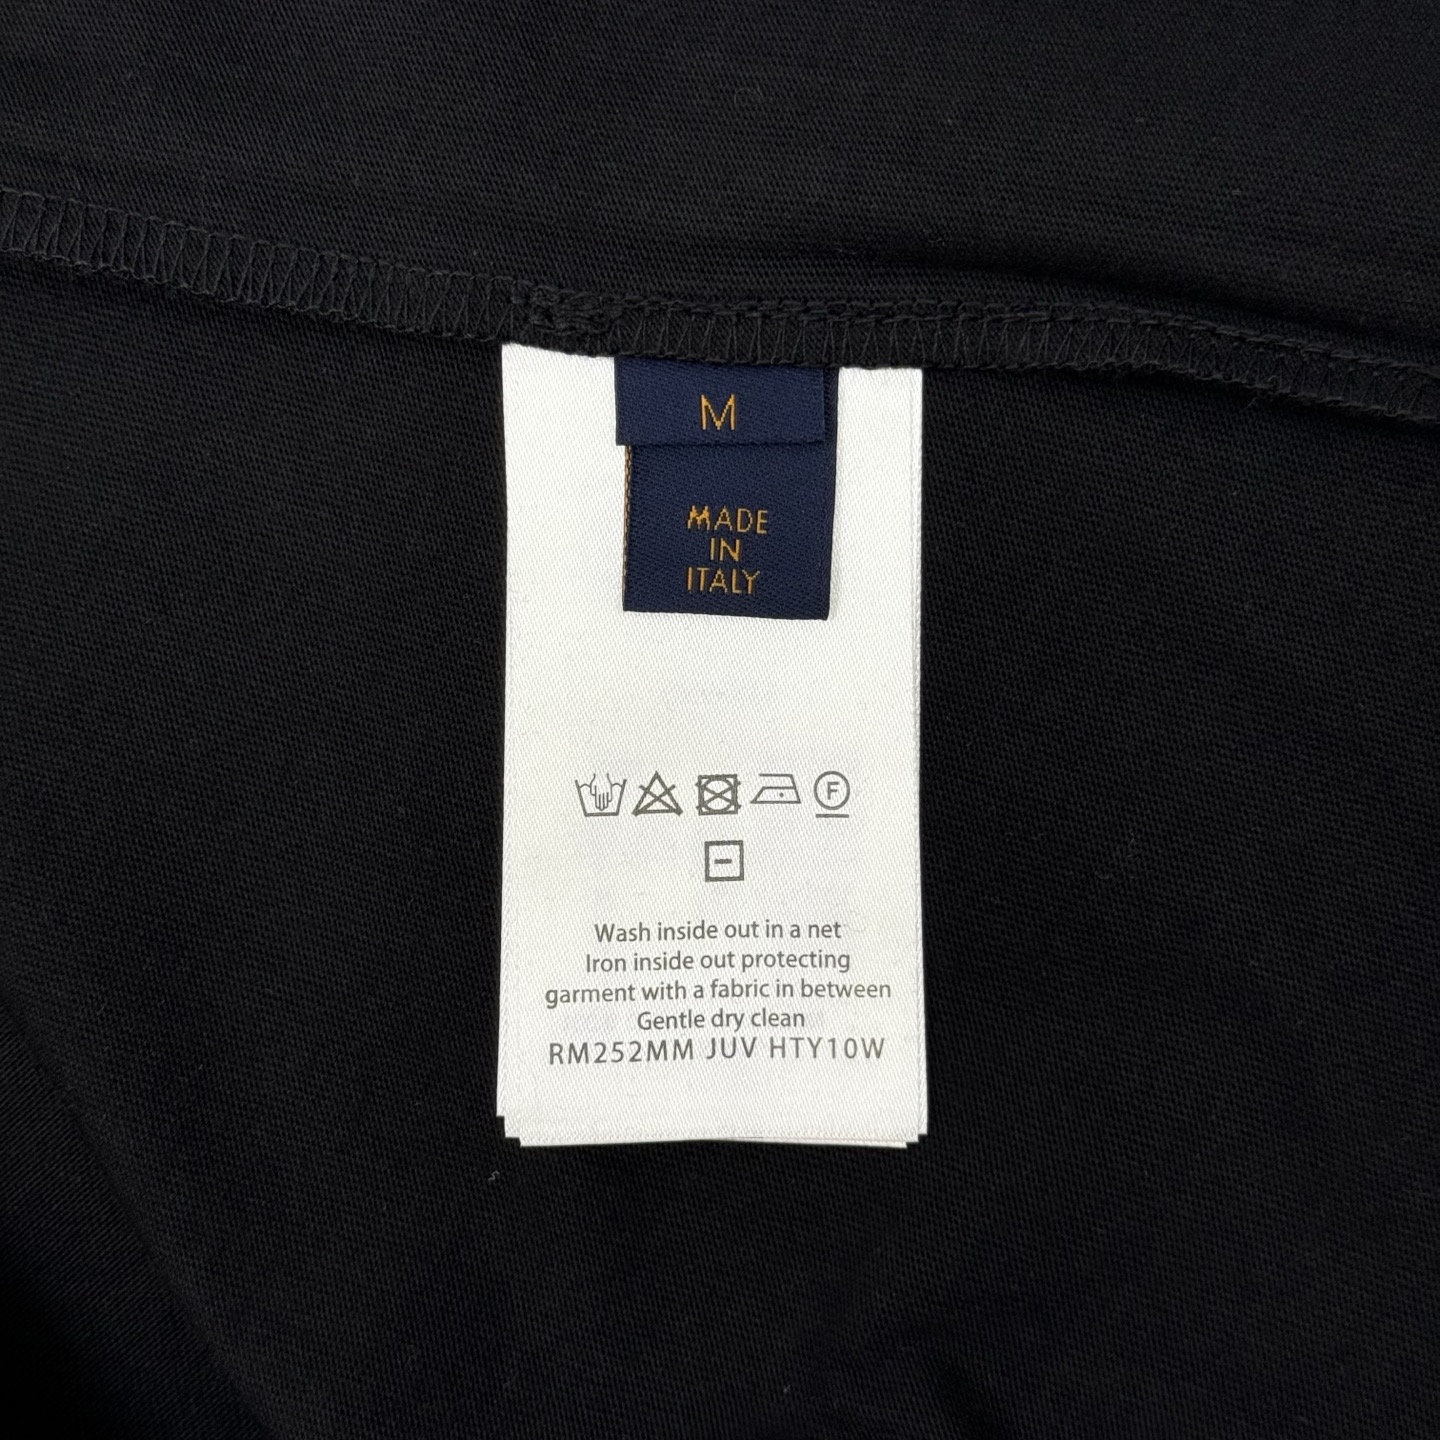 M
MADE
IN
ITALY
F
Wash inside out in a net
Iron inside out protecting
garment with a fabric in between
Gentle dry clean
RM252MM JUV HTY10W